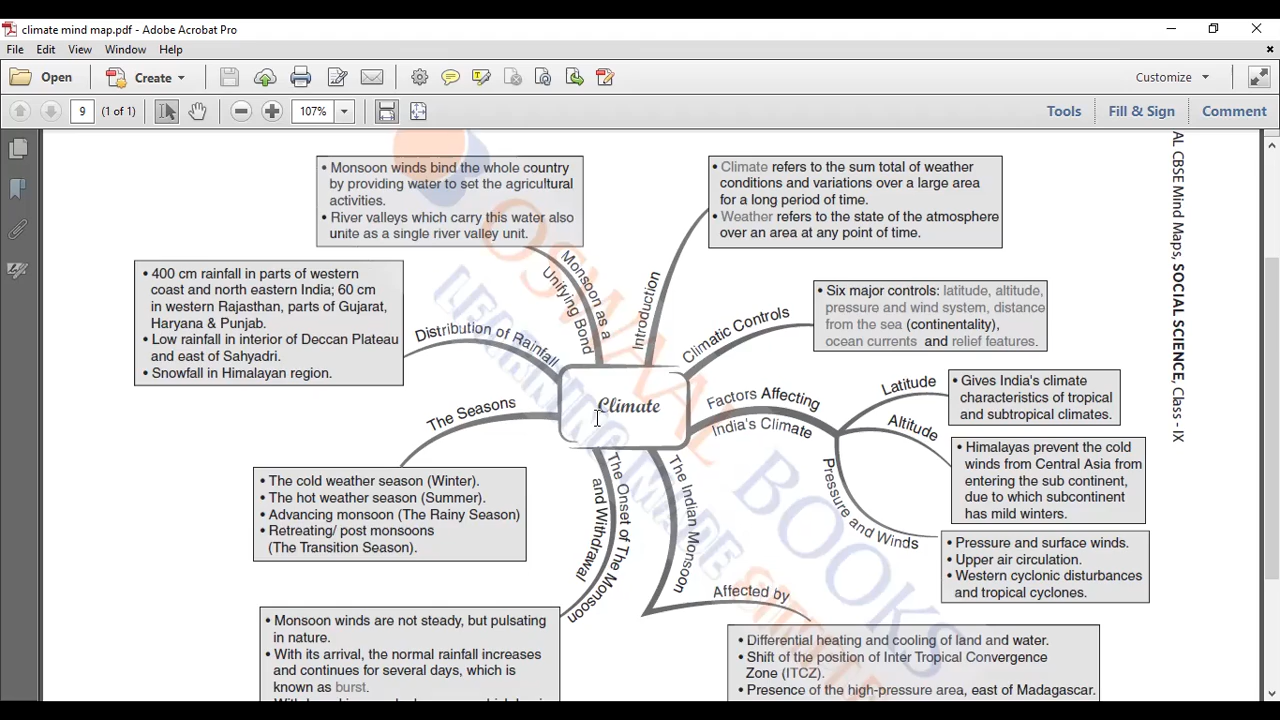 climate mind map.pdf - Adobe Acrobat Pro
File Edit View Window Help
Open Create Customize
9 (1 of 1) 107% Tools Fill & Sign Comment
• Monsoon winds bind the whole country
by providing water to set the agricultural
activities.
• River valleys which carry this water also
unite as a single river valley unit.
Monsoon as a
Unifying Bond
• Climate refers to the sum total of weather
conditions and variations over a large area
for a long period of time.
• Weather refers to the state of the atmosphere
over an area at any point of time.
Introduction
• 400 cm rainfall in parts of western
coast and north eastern India; 60 cm
in western Rajasthan, parts of Gujarat,
Haryana & Punjab.
• Low rainfall in interior of Deccan Plateau
and east of Sahyadri.
• Snowfall in Himalayan region.
Distribution of Rainfall
• Six major controls: latitude, altitude,
pressure and wind system, distance
from the sea (continentality),
ocean currents and relief features.
Climatic Controls
Climate
Factors Affecting
India's Climate
Latitude
• Gives India's climate
characteristics of tropical
and subtropical climates.
Altitude
• Himalayas prevent the cold
winds from Central Asia from
entering the sub continent,
due to which subcontinent
has mild winters.
Pressure and Winds
• Pressure and surface winds.
• Upper air circulation.
• Western cyclonic disturbances
and tropical cyclones.
The Seasons
• The cold weather season (Winter).
• The hot weather season (Summer).
• Advancing monsoon (The Rainy Season)
• Retreating/ post monsoons
(The Transition Season).
The Onset of The Monsoon
and Withdrawal
• Monsoon winds are not steady, but pulsating
in nature.
• With its arrival, the normal rainfall increases
and continues for several days, which is
known as burst.
The Indian Monsoon
Affected by
• Differential heating and cooling of land and water.
• Shift of the position of Inter Tropical Convergence
Zone (ITCZ).
• Presence of the high-pressure area, east of Madagascar.
AL CBSE Mind Maps, SOCIAL SCIENCE, Class - IX
OSWAAL BOOKS
LEARNING MADE SIMPLE